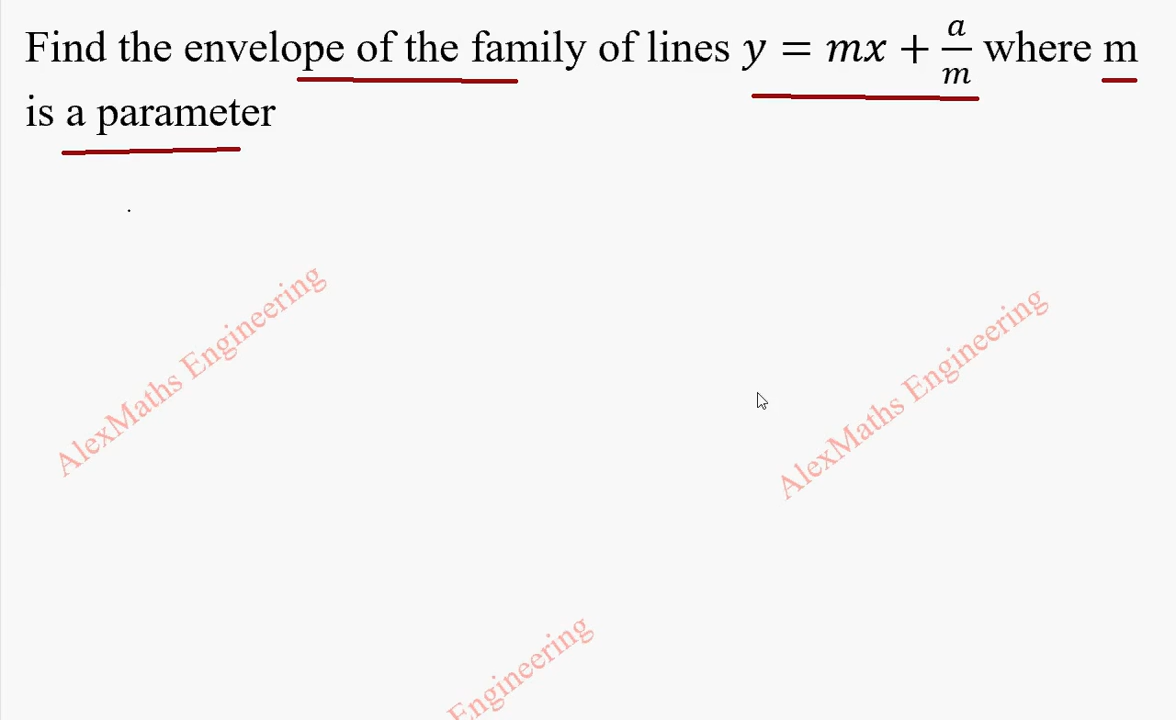 Find the envelope of the family of lines y = mx + a/m where m
is a parameter
AlexMaths Engineering
AlexMaths Engineering
Engineering